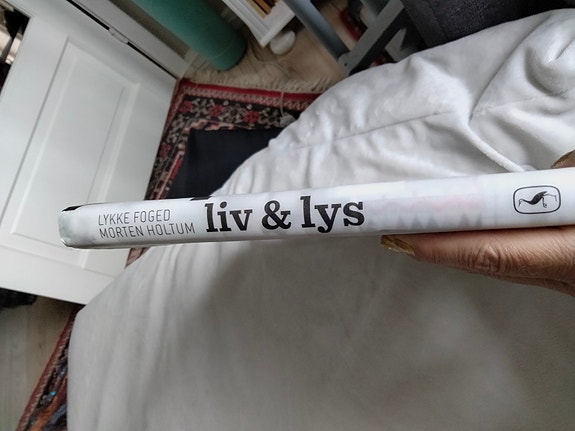 LYKKE FOGED
MORTEN HOLTUM
liv & lys